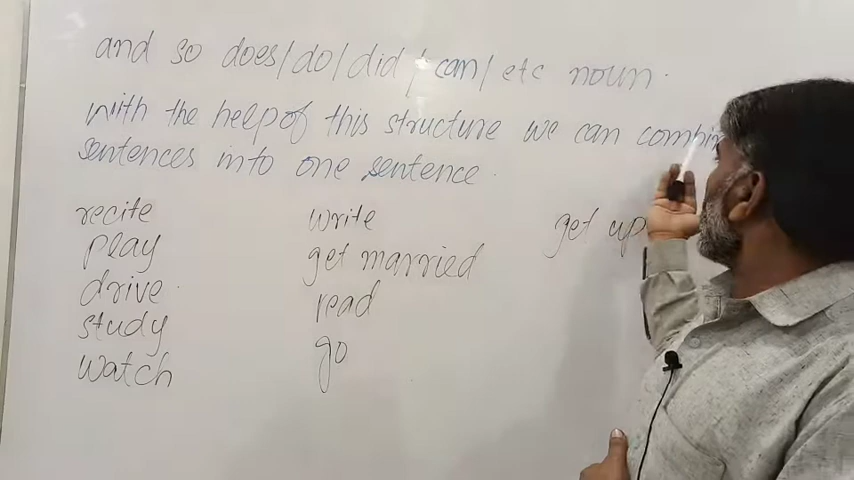 and so does/do/did/can/etc noun.
with the help of this structure we can
sentences into one sentence.
recite write get up
play get married
drive. read
study go
watch